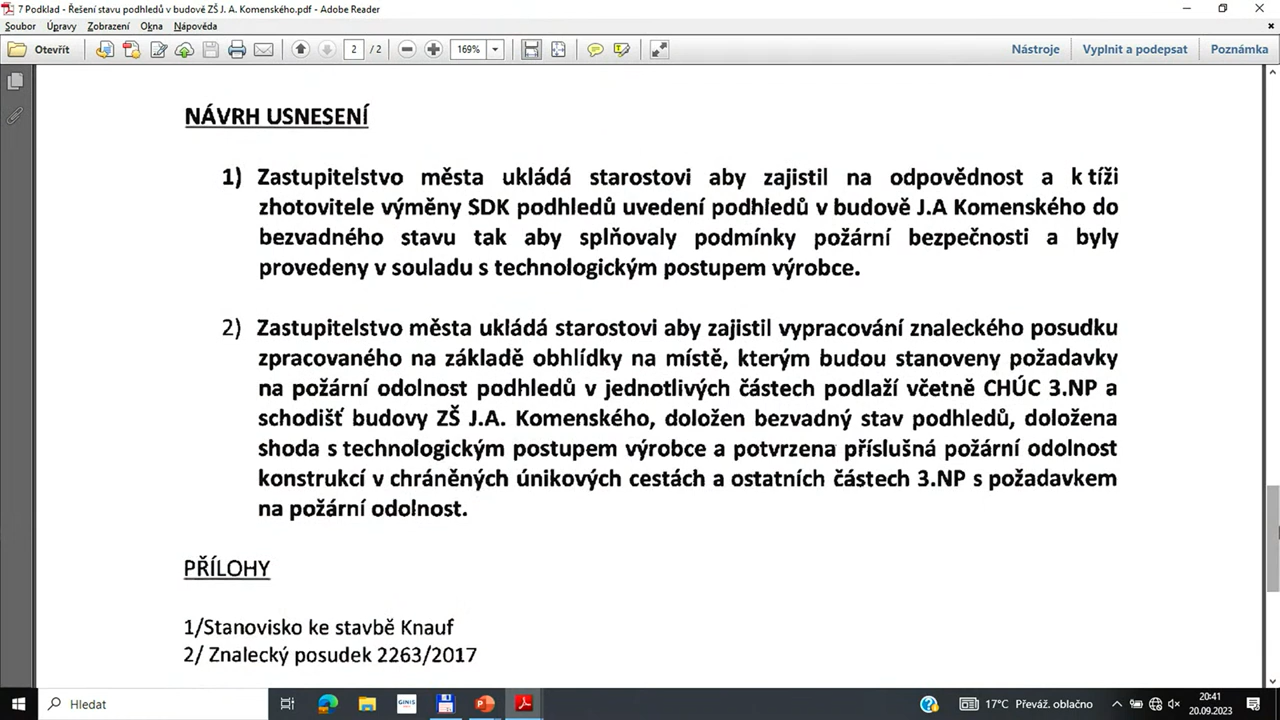 7 Podklad - Řešení stavu podhledů v budově ZŠ J. A. Komenského.pdf - Adobe Reader
Soubor Úpravy Zobrazení Okna Nápověda
Otevřít 2 / 2 169% Nástroje Vyplnit a podepsat Poznámka
NÁVRH USNESENÍ
1) Zastupitelstvo města ukládá starostovi aby zajistil na odpovědnost a k tíži
zhotovitele výměny SDK podhledů uvedení podhledů v budově J.A Komenského do
bezvadného stavu tak aby splňovaly podmínky požární bezpečnosti a byly
provedeny v souladu s technologickým postupem výrobce.
2) Zastupitelstvo města ukládá starostovi aby zajistil vypracování znaleckého posudku
zpracovaného na základě obhlídky na místě, kterým budou stanoveny požadavky
na požární odolnost podhledů v jednotlivých částech podlaží včetně CHÚC 3.NP a
schodišť budovy ZŠ J.A. Komenského, doložen bezvadný stav podhledů, doložena
shoda s technologickým postupem výrobce a potvrzena příslušná požární odolnost
konstrukcí v chráněných únikových cestách a ostatních částech 3.NP s požadavkem
na požární odolnost.
PŘÍLOHY
1/Stanovisko ke stavbě Knauf
2/ Znalecký posudek 2263/2017
Hledat GINIS 17°C Převáž. oblačno 20:41
20.09.2023